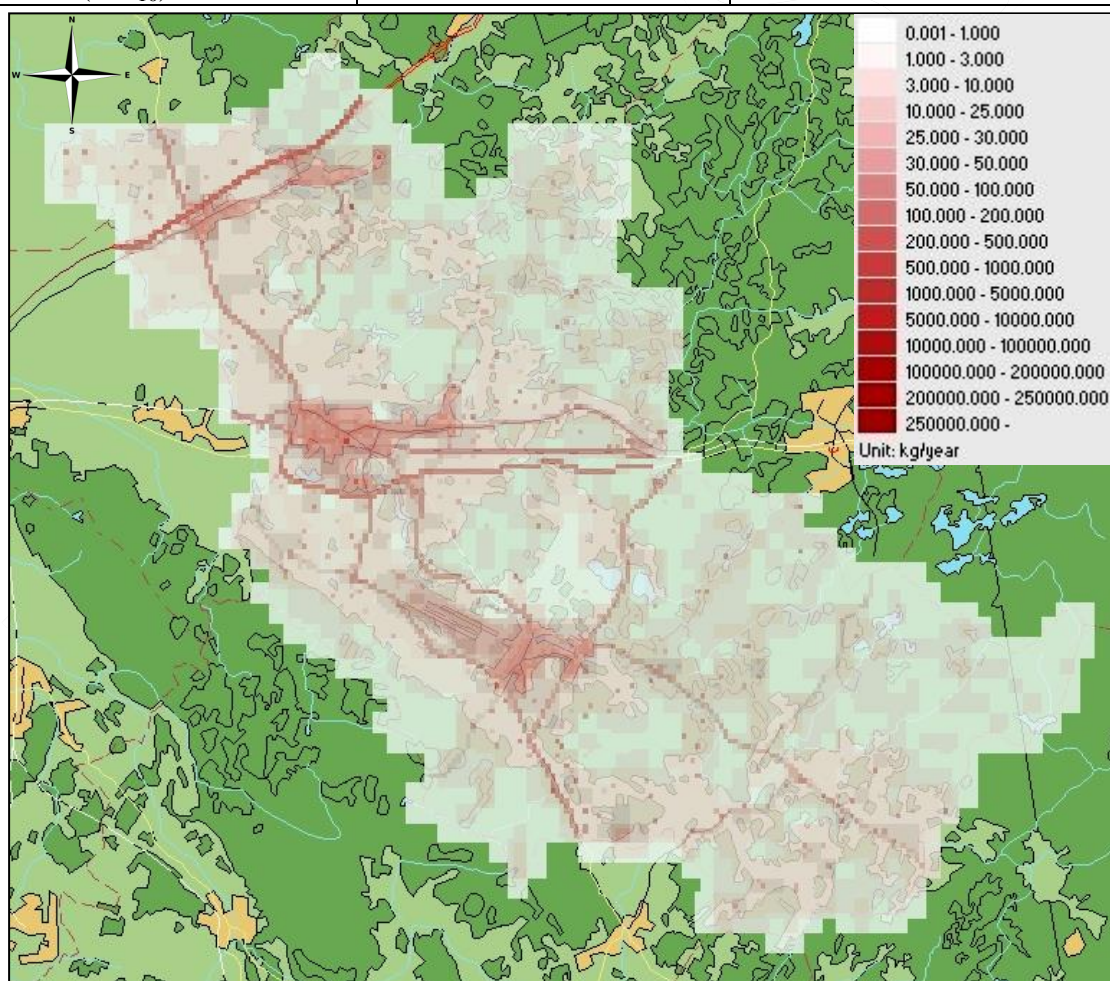 N
W E
S
0.001 - 1.000
1.000 - 3.000
3.000 - 10.000
10.000 - 25.000
25.000 - 30.000
30.000 - 50.000
50.000 - 100.000
100.000 - 200.000
200.000 - 500.000
500.000 - 1000.000
1000.000 - 5000.000
5000.000 - 10000.000
10000.000 - 100000.000
100000.000 - 200000.000
200000.000 - 250000.000
250000.000 -
Unit: kg/year